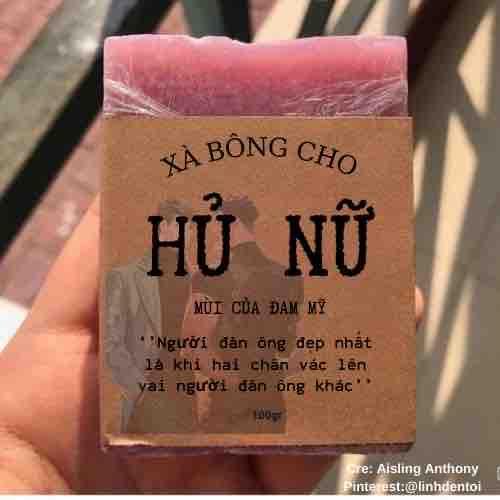 XÀ BÔNG CHO
HỦ NỮ
MÙI CỦA ĐAM MỸ
''Người đàn ông đẹp nhất
là khi hai chân vác lên
vai người đàn ông khác''
100gr
Cre: Aisling Anthony
Pinterest:@linhdentoi